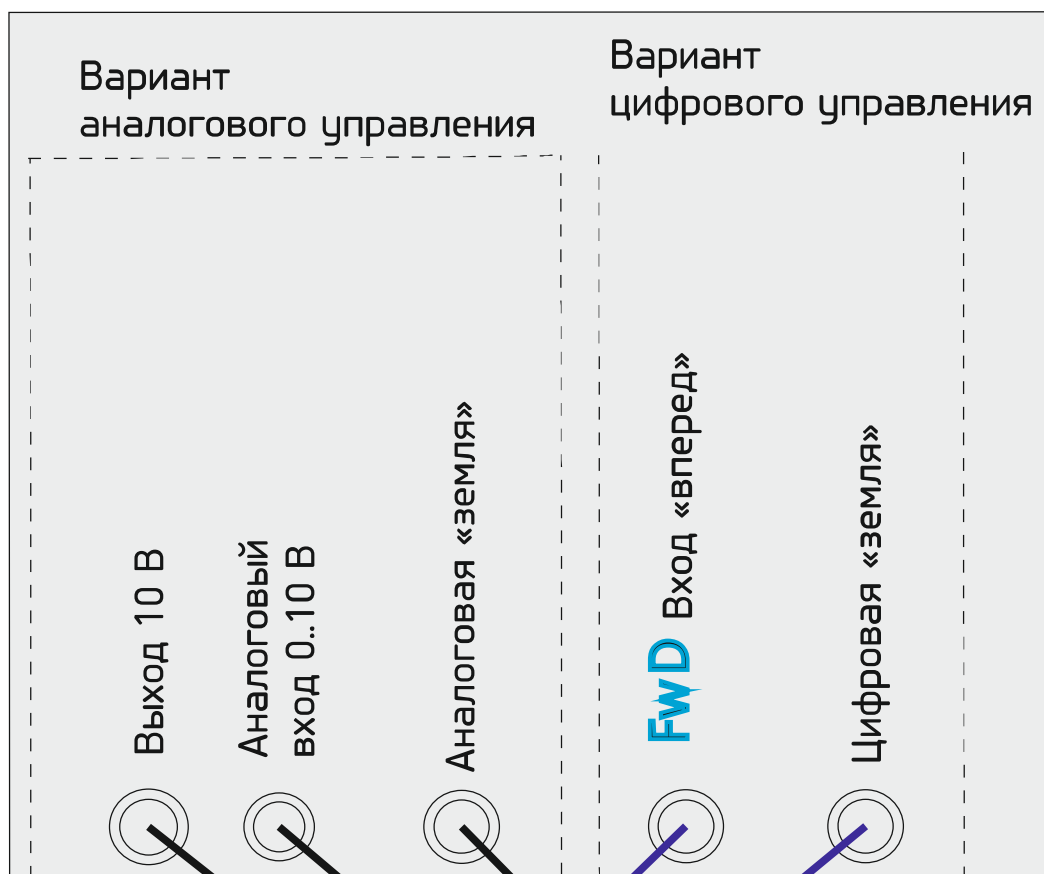 Вариант
аналогового управления
Вариант
цифрового управления
Выход 10 В
Аналоговый
вход 0..10 В
Аналоговая «земля»
FwD Вход «вперед»
Цифровая «земля»